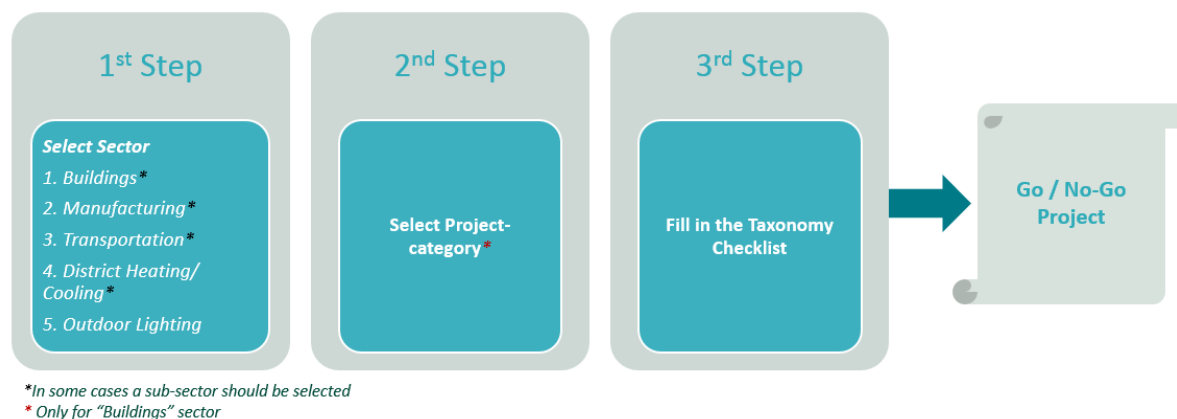 1st Step
Select Sector
1. Buildings*
2. Manufacturing*
3. Transportation*
4. District Heating/
Cooling*
5. Outdoor Lighting
2nd Step
Select Project-
category*
3rd Step
Fill in the Taxonomy
Checklist
Go / No-Go
Project
*In some cases a sub-sector should be selected
* Only for “Buildings” sector